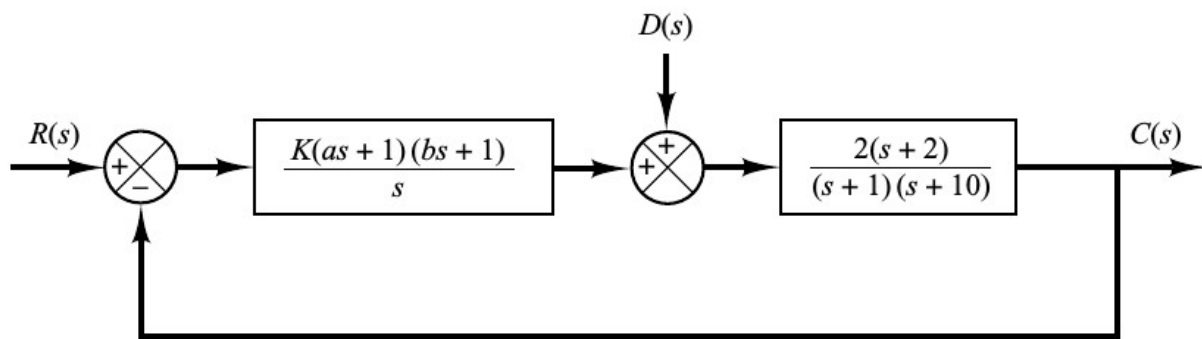 D(s)
R(s)
C(s)
+
−
K(as + 1)(bs + 1)
s
+
+
2(s + 2)
(s + 1)(s + 10)